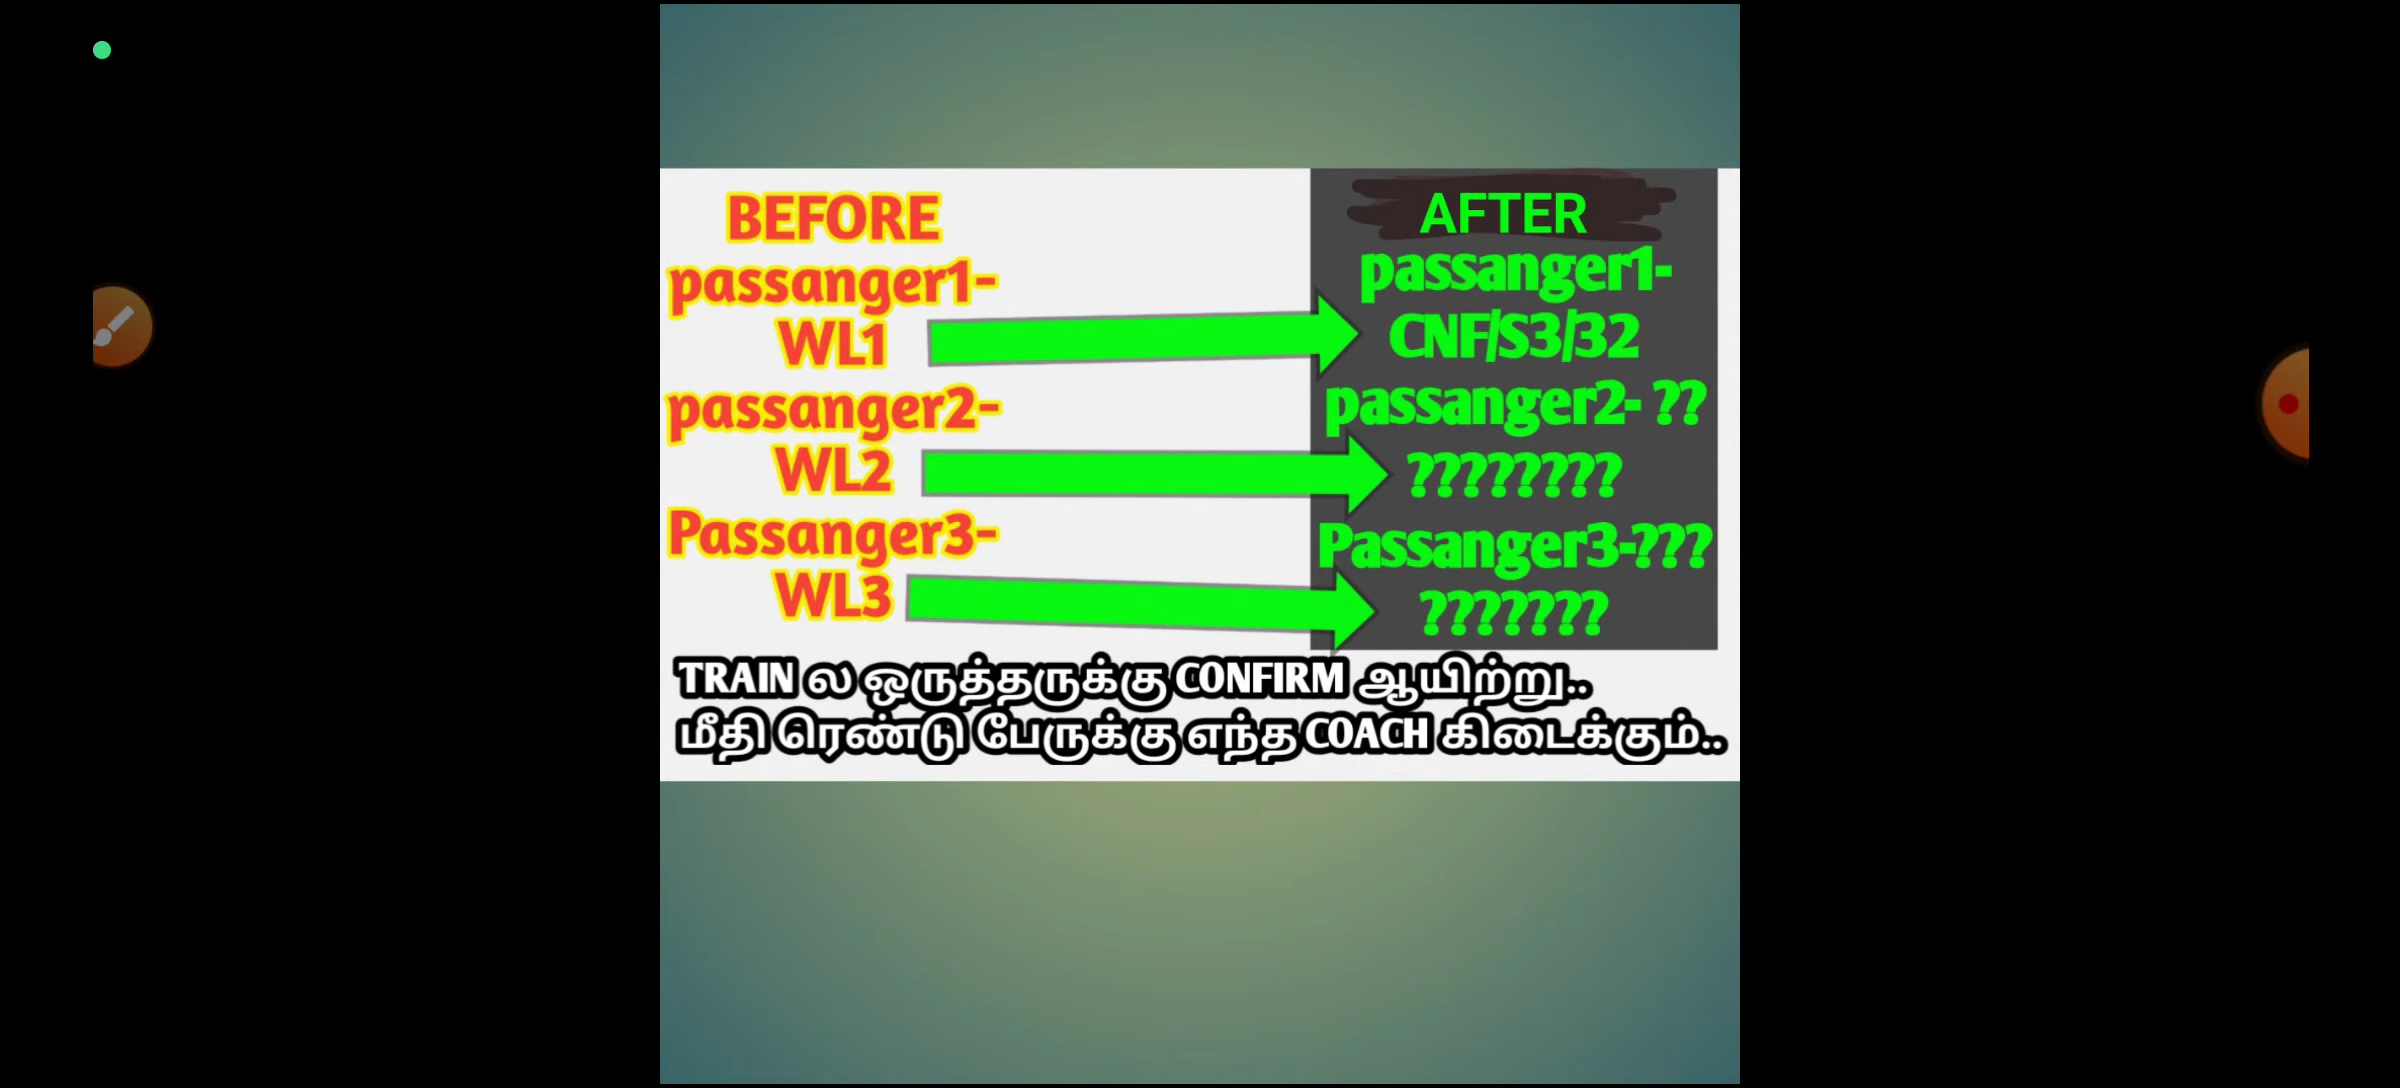 BEFORE
passanger1-
WL1
passanger2-
WL2
Passanger3-
WL3
AFTER
passanger1-
CNF/S3/32
passanger2- ??
????????
Passanger3-???
???????
TRAIN ல ஒருத்தருக்கு CONFIRM ஆயிற்று..
மீதி ரெண்டு பேருக்கு எந்த COACH கிடைக்கும்..